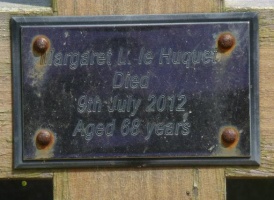 Margaret L. le Huquet
Died
9th July 2012
Aged 68 years